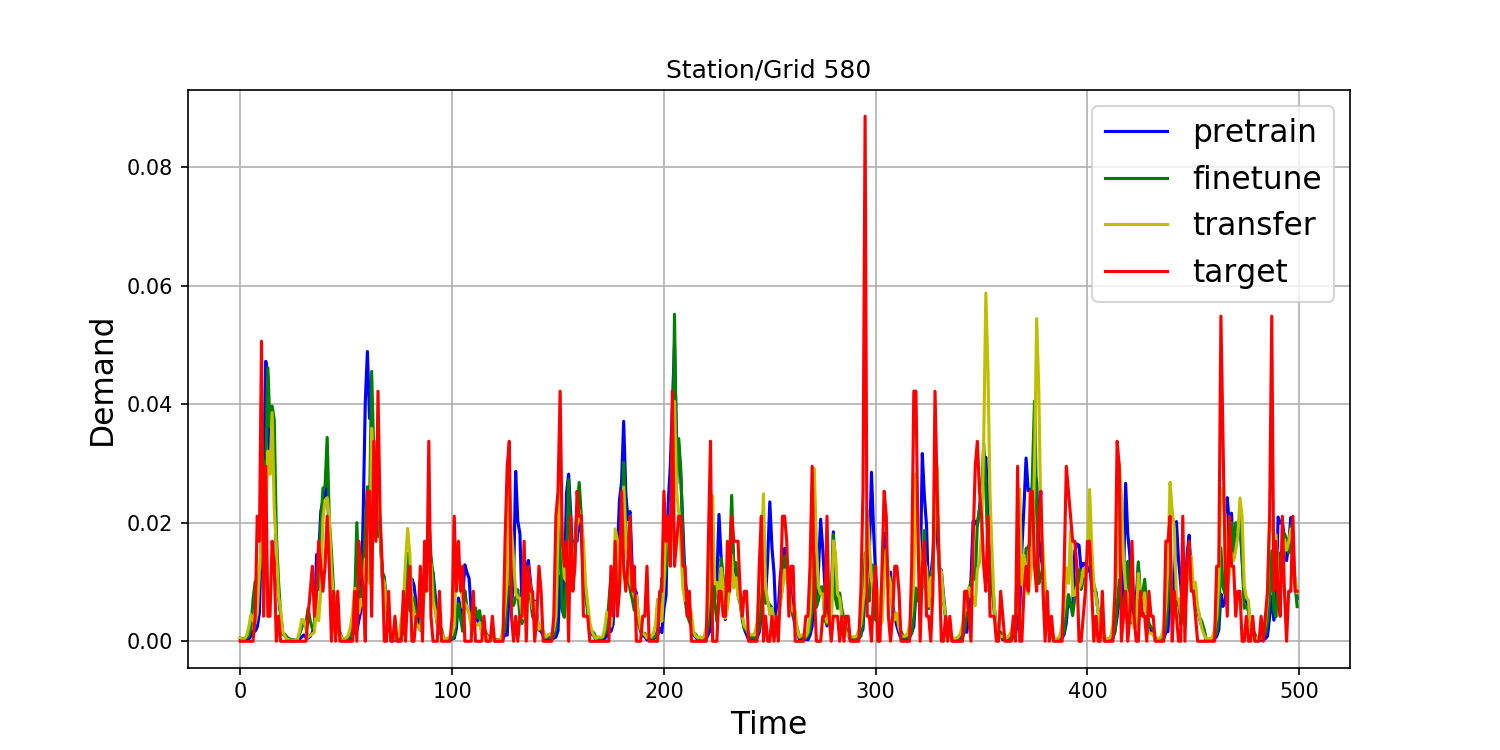 Station/Grid 580
Demand
0.08
0.06
0.04
0.02
0.00
pretrain
finetune
transfer
target
0 100 200 300 400 500
Time